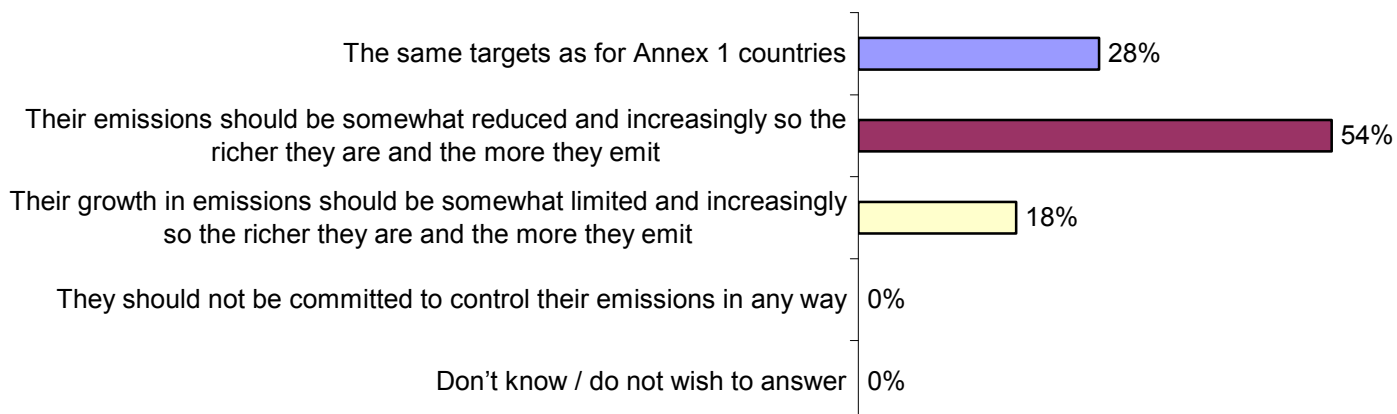 The same targets as for Annex 1 countries 28%
Their emissions should be somewhat reduced and increasingly so the
richer they are and the more they emit 54%
Their growth in emissions should be somewhat limited and increasingly
so the richer they are and the more they emit 18%
They should not be committed to control their emissions in any way 0%
Don’t know / do not wish to answer 0%